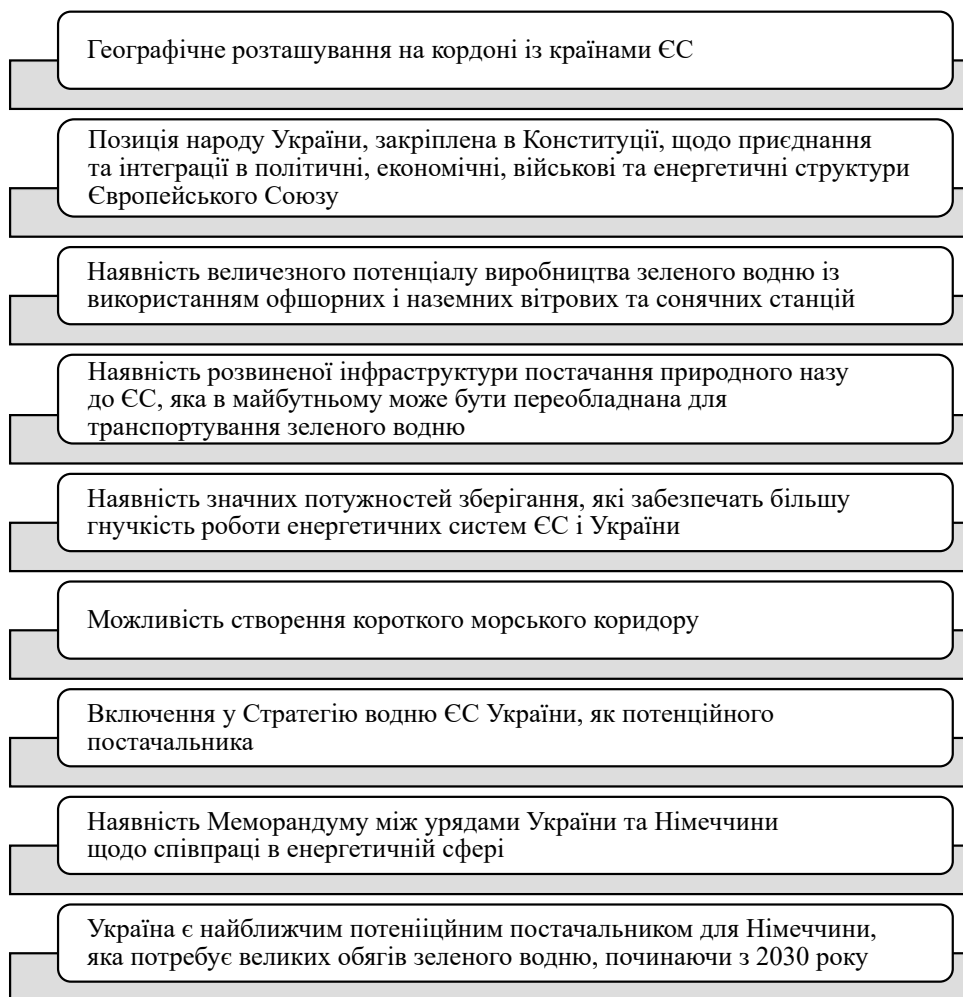 Географічне розташування на кордоні із країнами ЄС
Позиція народу України, закріплена в Конституції, щодо приєднання
та інтеграції в політичні, економічні, військові та енергетичні структури
Європейського Союзу
Наявність величезного потенціалу виробництва зеленого водню із
використанням офшорних і наземних вітрових та сонячних станцій
Наявність розвиненої інфраструктури постачання природного назу
до ЄС, яка в майбутньому може бути переобладнана для
транспортування зеленого водню
Наявність значних потужностей зберігання, які забезпечать більшу
гнучкість роботи енергетичних систем ЄС і України
Можливість створення короткого морського коридору
Включення у Стратегію водню ЄС України, як потенційного
постачальника
Наявність Меморандуму між урядами України та Німеччини
щодо співпраці в енергетичній сфері
Україна є найближчим потенііцйним постачальником для Німеччини,
яка потребує великих обягів зеленого водню, починаючи з 2030 року